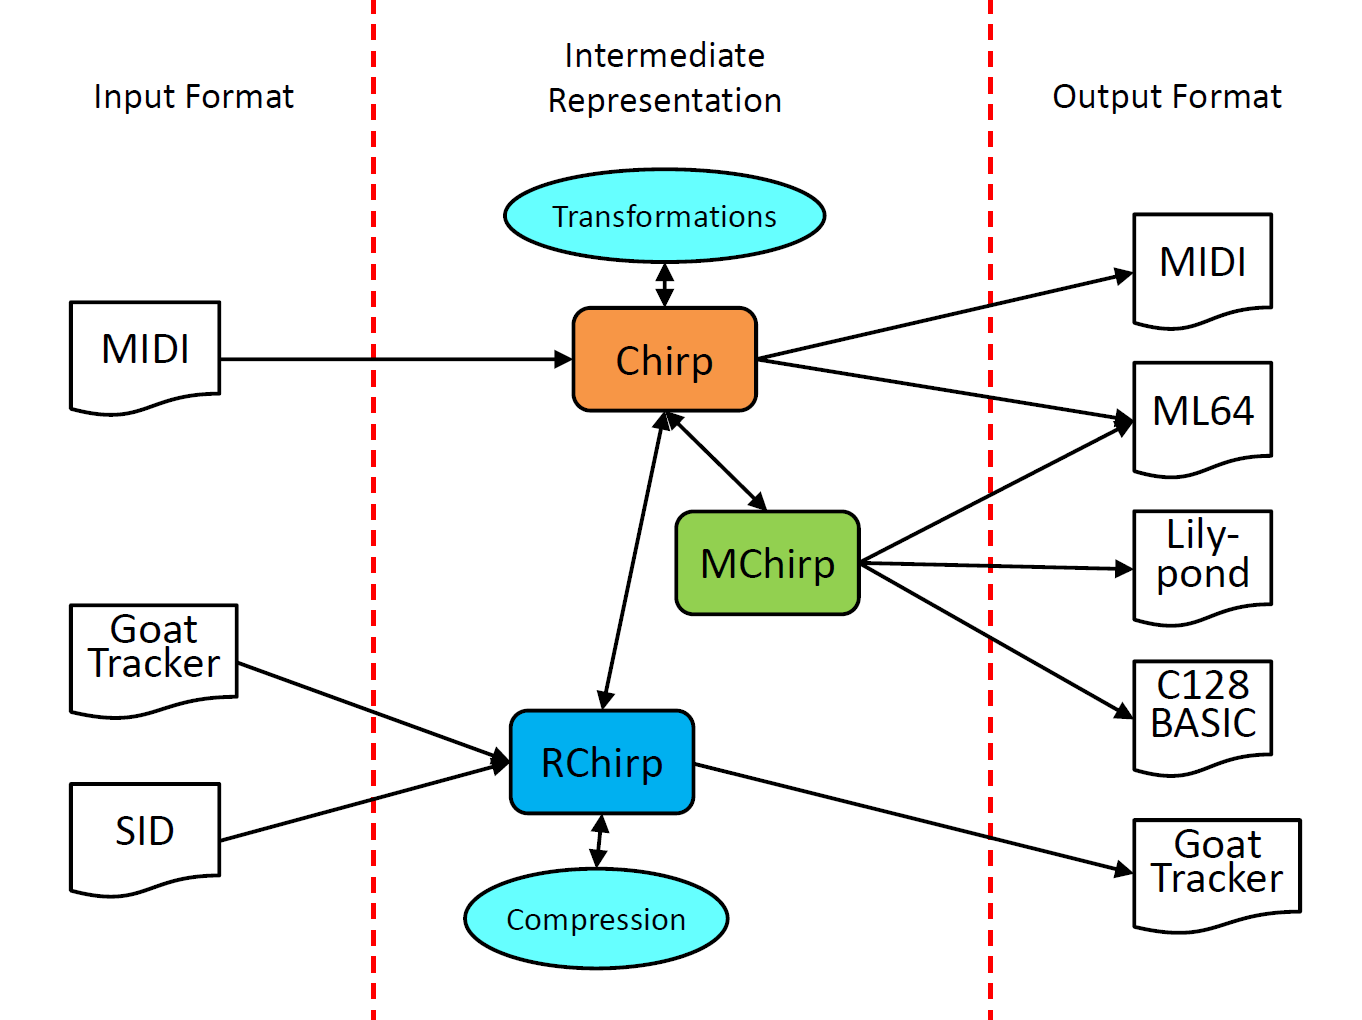 Input Format
Intermediate
Representation
Output Format
Transformations
MIDI
Chirp
MIDI
ML64
MChirp
Lily-
pond
Goat
Tracker
SID
RChirp
C128
BASIC
Compression
Goat
Tracker